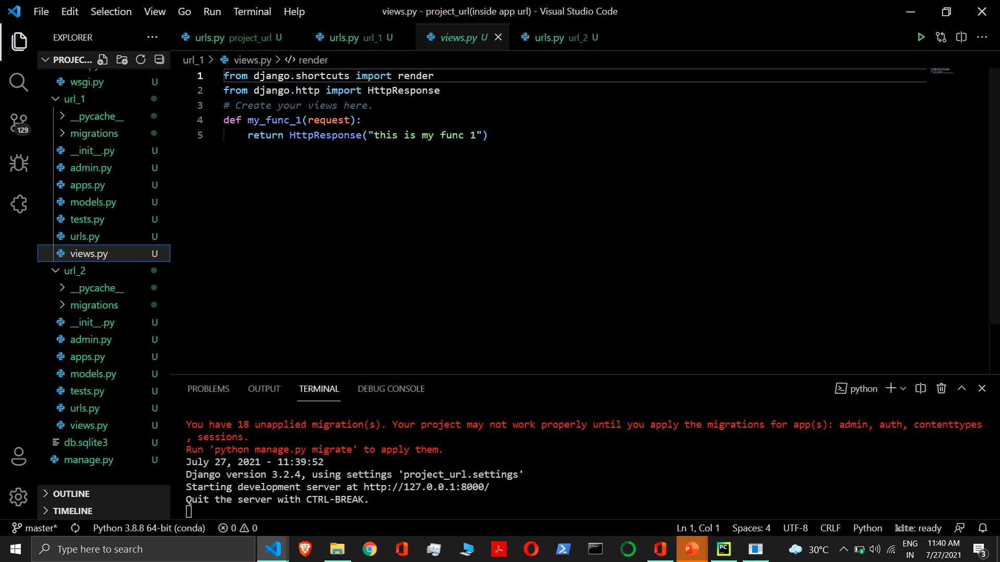 File Edit Selection View Go Run Terminal Help
views.py - project_url(inside app url) - Visual Studio Code
EXPLORER
PROJEC...
wsgi.py U
url_1
__pycache__
migrations
__init__.py U
admin.py U
apps.py U
models.py U
tests.py U
urls.py U
views.py U
url_2
__pycache__
migrations
__init__.py U
admin.py U
apps.py U
models.py U
tests.py U
urls.py U
views.py U
db.sqlite3 U
manage.py U
OUTLINE
TIMELINE
129
urls.py project_url U
urls.py url_1 U
views.py U
urls.py url_2 U
url_1 > views.py > render
1 from django.shortcuts import render
2 from django.http import HttpResponse
3 # Create your views here.
4 def my_func_1(request):
5 return HttpResponse("this is my func 1")
PROBLEMS OUTPUT TERMINAL DEBUG CONSOLE
python
You have 18 unapplied migration(s). Your project may not work properly until you apply the migrations for app(s): admin, auth, contenttypes
, sessions.
Run 'python manage.py migrate' to apply them.
July 27, 2021 - 11:39:52
Django version 3.2.4, using settings 'project_url.settings'
Starting development server at http://127.0.0.1:8000/
Quit the server with CTRL-BREAK.
master* Python 3.8.8 64-bit (conda) 0 0
Ln 1, Col 1 Spaces: 4 UTF-8 CRLF Python kite: ready
Type here to search
P
PC
30°C
ENG
IN
11:40 AM
7/27/2021
3